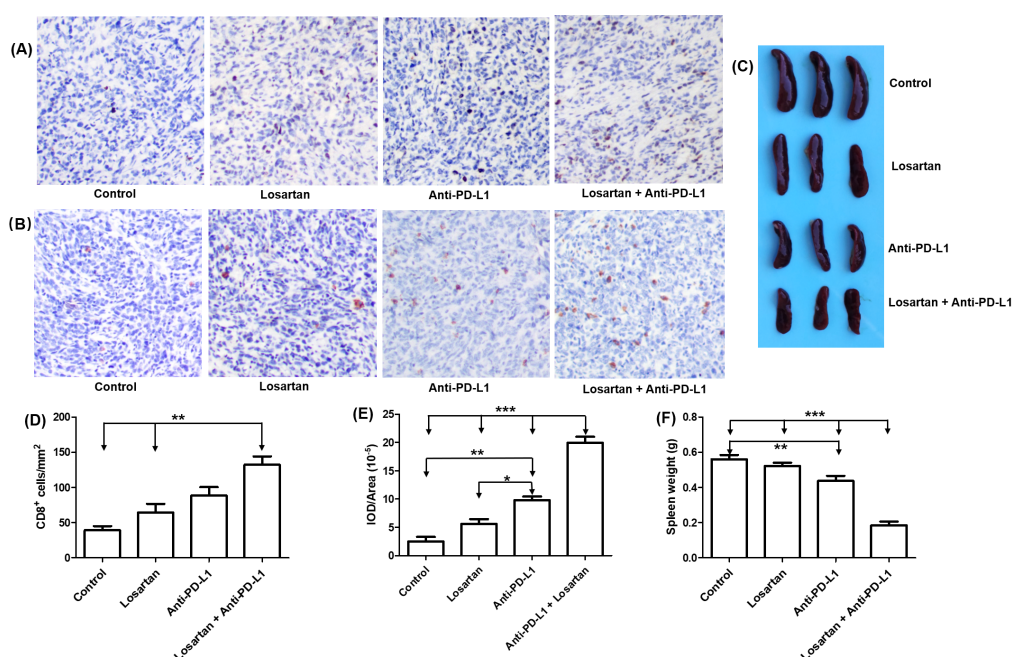 (A)
Control
Losartan
Anti-PD-L1
Losartan + Anti-PD-L1
(B)
Control
Losartan
Anti-PD-L1
Losartan + Anti-PD-L1
(C)
Control
Losartan
Anti-PD-L1
Losartan + Anti-PD-L1
(D)
CD8⁺ cells/mm²
200
150
100
50
0
**
Control
Losartan
Anti-PD-L1
Losartan + Anti-PD-L1
(E)
IOD/Area (10⁻⁵)
25
20
15
10
5
0
***
**
*
Control
Losartan
Anti-PD-L1
Anti-PD-L1 + Losartan
(F)
Spleen weight (g)
0.8
0.6
0.4
0.2
0.0
***
**
Control
Losartan
Anti-PD-L1
Losartan + Anti-PD-L1